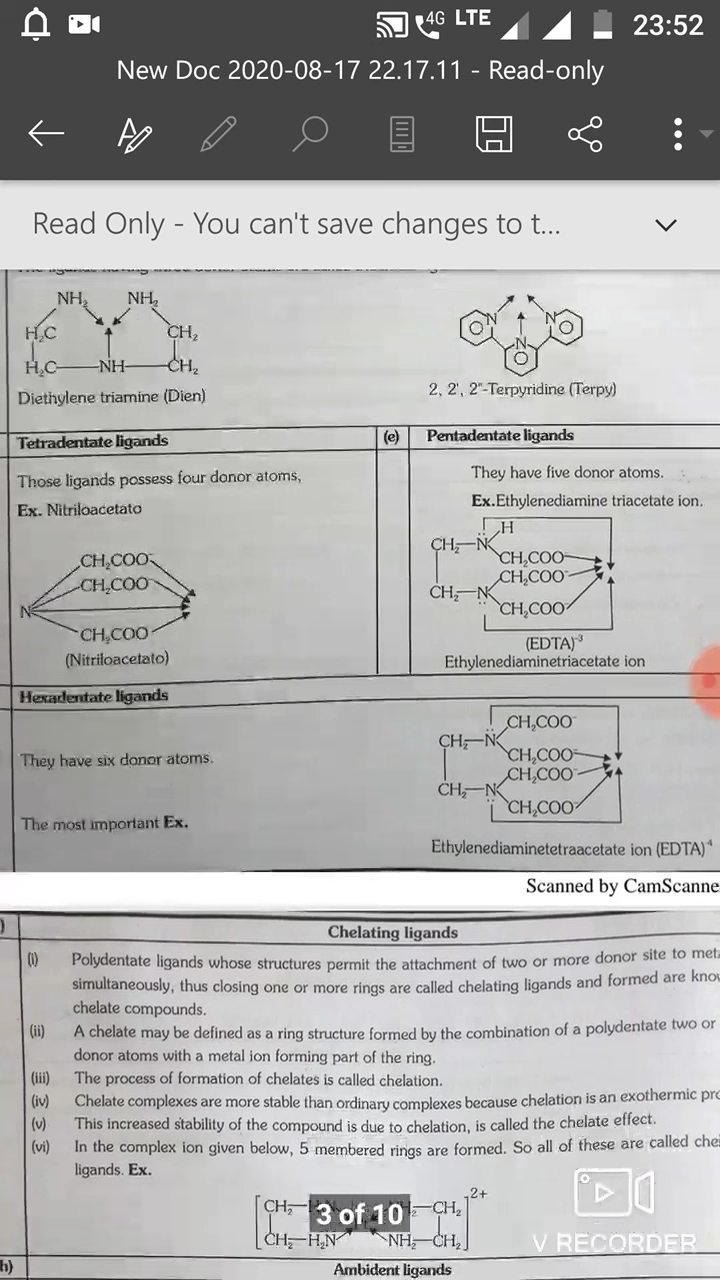 4G LTE 23:52
New Doc 2020-08-17 22.17.11 - Read-only
Read Only - You can't save changes to t...
NH₂ NH₂
H₂C CH₂
H₂C—NH—CH₂
N N
N
Diethylene triamine (Dien)
2, 2', 2"-Terpyridine (Terpy)
Tetradentate ligands
(e) Pentadentate ligands
Those ligands possess four donor atoms,
Ex. Nitriloacetato
They have five donor atoms.
Ex.Ethylenediamine triacetate ion.
CH₂COO⁻
CH₂COO⁻
N
CH₂COO
(Nitriloacetato)
H
CH₂—N
CH₂COO⁻
CH₂COO⁻
CH₂—N
CH₂COO⁻
(EDTA)⁻³
Ethylenediaminetriacetate ion
Hexadentate ligands
They have six donor atoms.
The most important Ex.
CH₂COO⁻
CH₂—N
CH₂COO⁻
CH₂COO⁻
CH₂—N
CH₂COO⁻
Ethylenediaminetetraacetate ion (EDTA)⁻⁴
Scanned by CamScanne
Chelating ligands
(i) Polydentate ligands whose structures permit the attachment of two or more donor site to met
simultaneously, thus closing one or more rings are called chelating ligands and formed are know
chelate compounds.
(ii) A chelate may be defined as a ring structure formed by the combination of a polydentate two or
donor atoms with a metal ion forming part of the ring.
(iii) The process of formation of chelates is called chelation.
(iv) Chelate complexes are more stable than ordinary complexes because chelation is an exothermic pro
(v) This increased stability of the compound is due to chelation, is called the chelate effect.
(vi) In the complex ion given below, 5 membered rings are formed. So all of these are called che
ligands. Ex.
CH₂— —CH₂ 2+
3 of 10
CH₂—H₂N NH₂—CH₂
V RECORDER
h) Ambident ligands